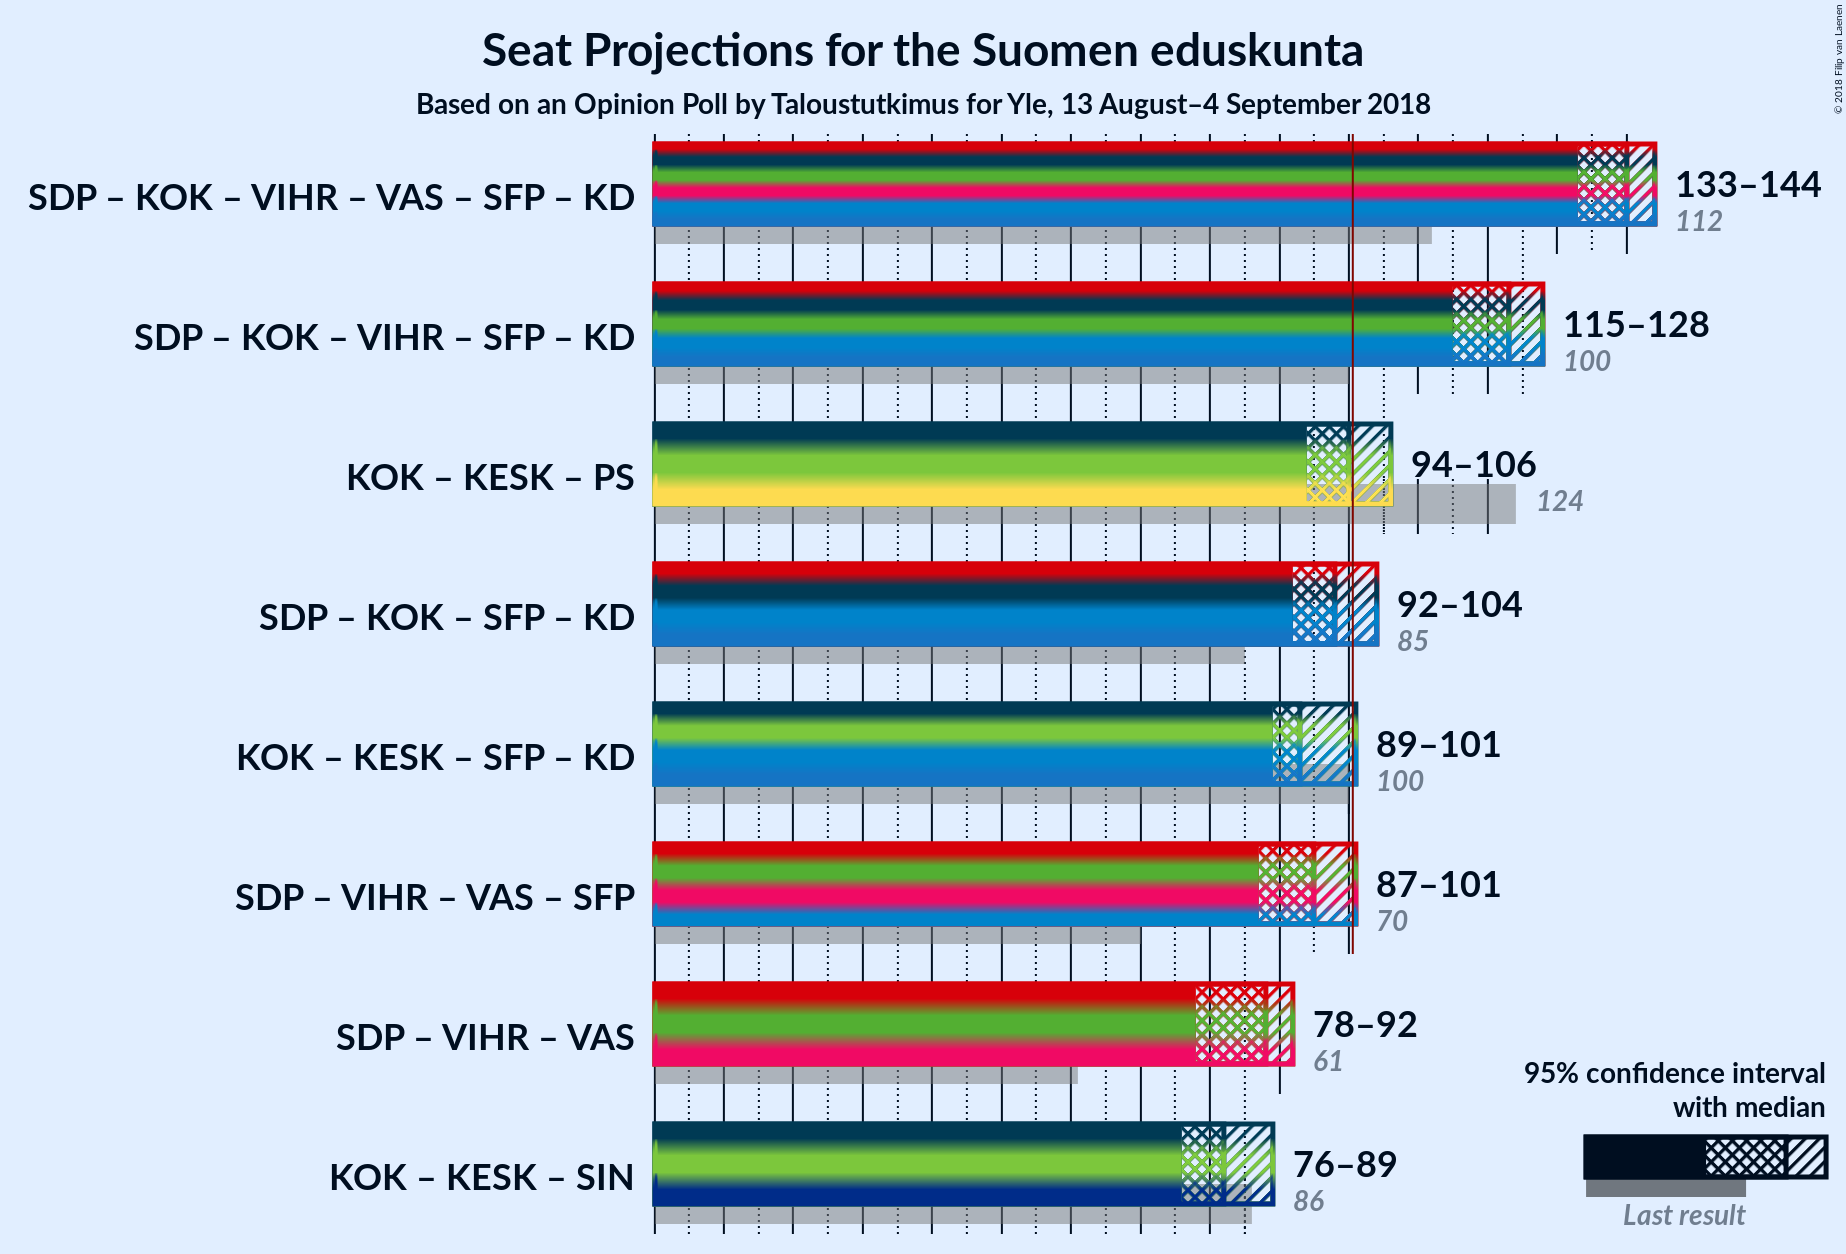 Seat Projections for the Suomen eduskunta
Based on an Opinion Poll by Taloustutkimus for Yle, 13 August–4 September 2018
© 2018 Filip van Laenen
SDP – KOK – VIHR – VAS – SFP – KD
133–144
112
SDP – KOK – VIHR – SFP – KD
115–128
100
KOK – KESK – PS
94–106
124
SDP – KOK – SFP – KD
92–104
85
KOK – KESK – SFP – KD
89–101
100
SDP – VIHR – VAS – SFP
87–101
70
SDP – VIHR – VAS
78–92
61
KOK – KESK – SIN
76–89
86
95% confidence interval
with median
Last result